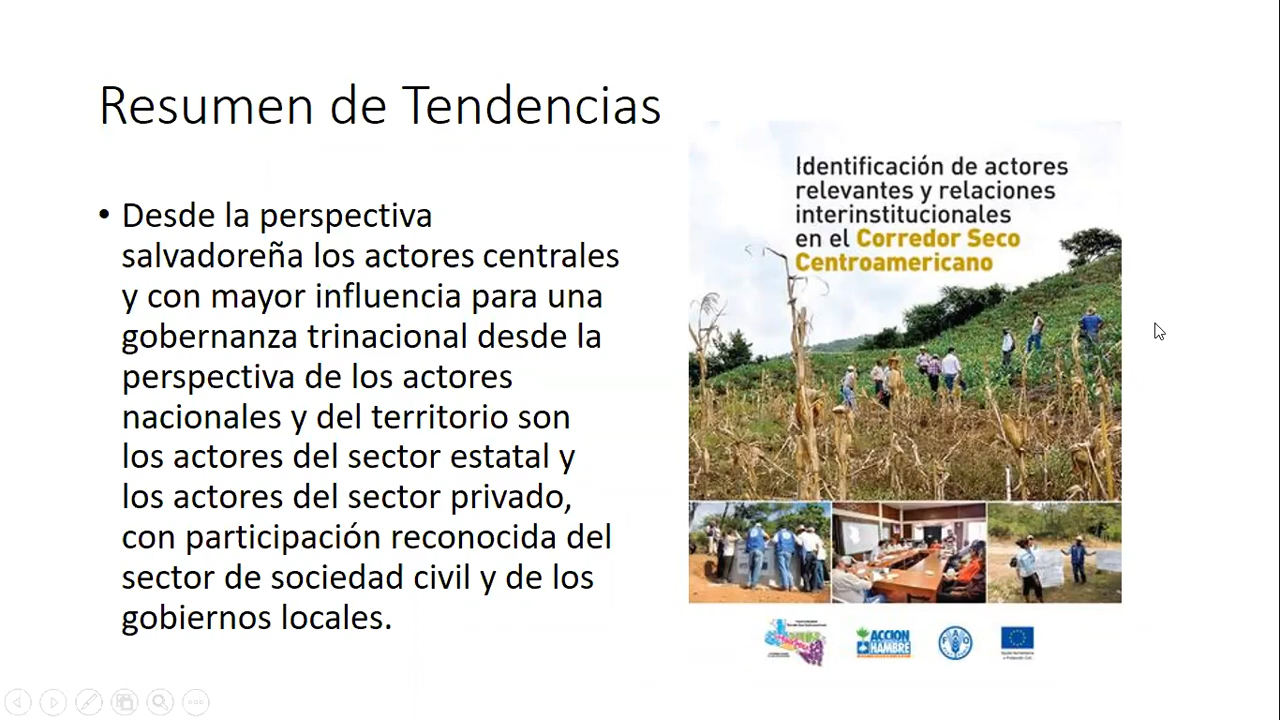 Resumen de Tendencias
• Desde la perspectiva
salvadoreña los actores centrales
y con mayor influencia para una
gobernanza trinacional desde la
perspectiva de los actores
nacionales y del territorio son
los actores del sector estatal y
los actores del sector privado,
con participación reconocida del
sector de sociedad civil y de los
gobiernos locales.
Identificación de actores
relevantes y relaciones
interinstitucionales
en el Corredor Seco
Centroamericano
ACCION
HAMBRE
FAO